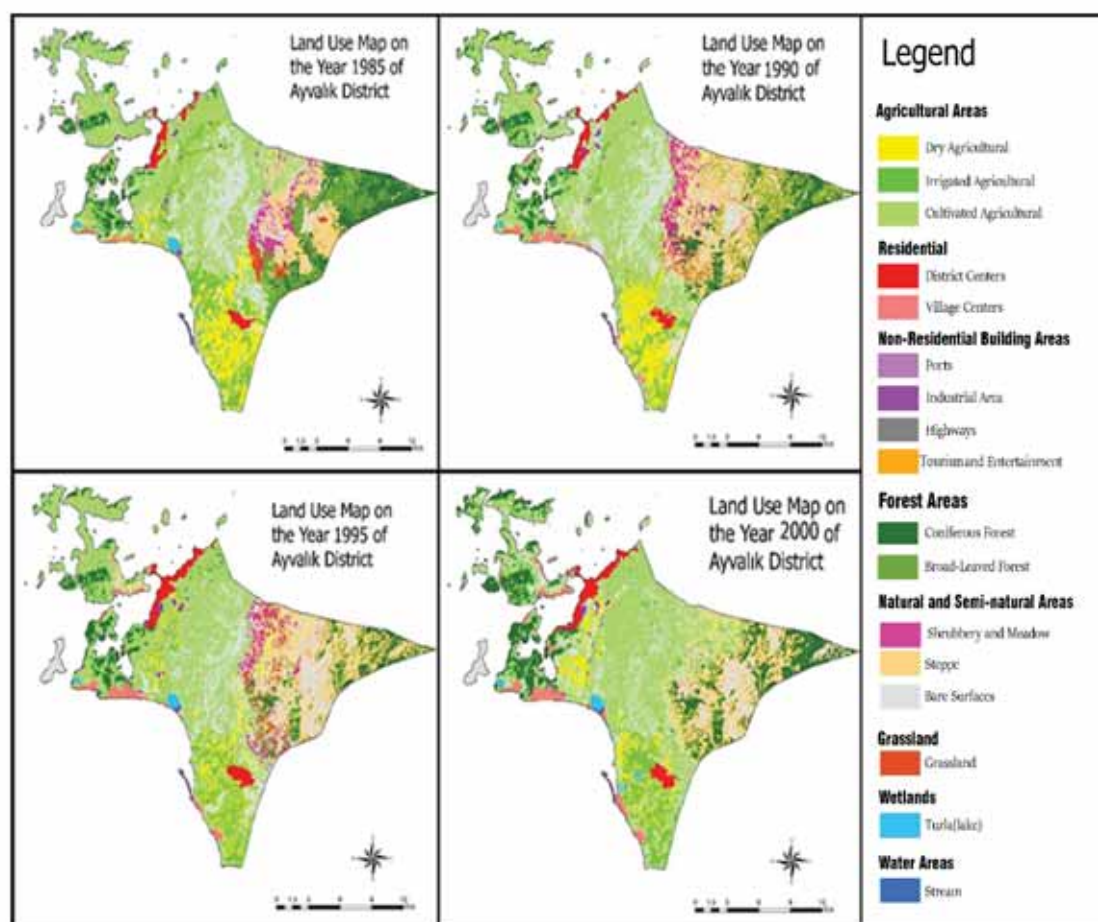 Land Use Map on
the Year 1985 of
Ayvalık District
Land Use Map on
the Year 1990 of
Ayvalık District
Land Use Map on
the Year 1995 of
Ayvalık District
Land Use Map on
the Year 2000 of
Ayvalık District
Legend
Agricultural Areas
Dry Agricultural
Irrigated Agricultural
Cultivated Agricultural
Residential
District Centers
Village Centers
Non-Residential Building Areas
Ports
Industrial Area
Highways
Tourism and Entertainment
Forest Areas
Coniferous Forest
Broad-Leaved Forest
Natural and Semi-natural Areas
Shrubbery and Meadow
Steppe
Bare Surfaces
Grassland
Grassland
Wetlands
Tuzla(lake)
Water Areas
Stream